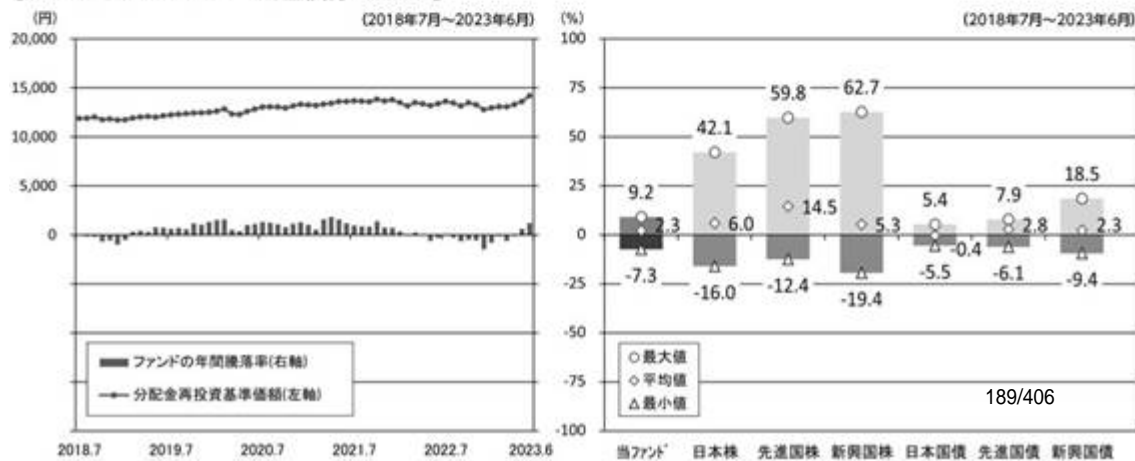 (円)
(2018年7月～2023年6月)
20,000
15,000
10,000
5,000
0
ファンドの年間騰落率(右軸)
分配金再投資基準価額(左軸)
2018.7 2019.7 2020.7 2021.7 2022.7 2023.6
(%)
(2018年7月～2023年6月)
100
75
50
25
0
-25
-50
-75
-100
9.2 42.1 59.8 62.7 5.4 7.9 18.5
2.3 6.0 14.5 5.3 -0.4 2.8 2.3
-7.3 -16.0 -12.4 -19.4 -5.5 -6.1 -9.4
最大値
平均値
最小値
189/406
当ファンド 日本株 先進国株 新興国株 日本国債 先進国債 新興国債